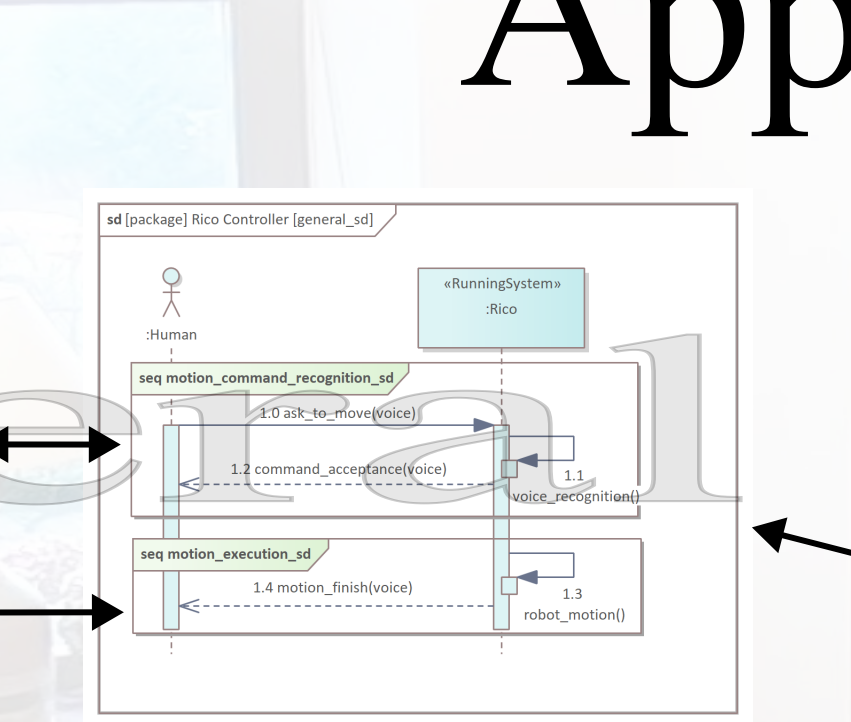 App
sd [package] Rico Controller [general_sd]
«RunningSystem»
:Rico
:Human
seq motion_command_recognition_sd
1.0 ask_to_move(voice)
1.2 command_acceptance(voice)
1.1
voice_recognition()
eral
seq motion_execution_sd
1.4 motion_finish(voice)
1.3
robot_motion()